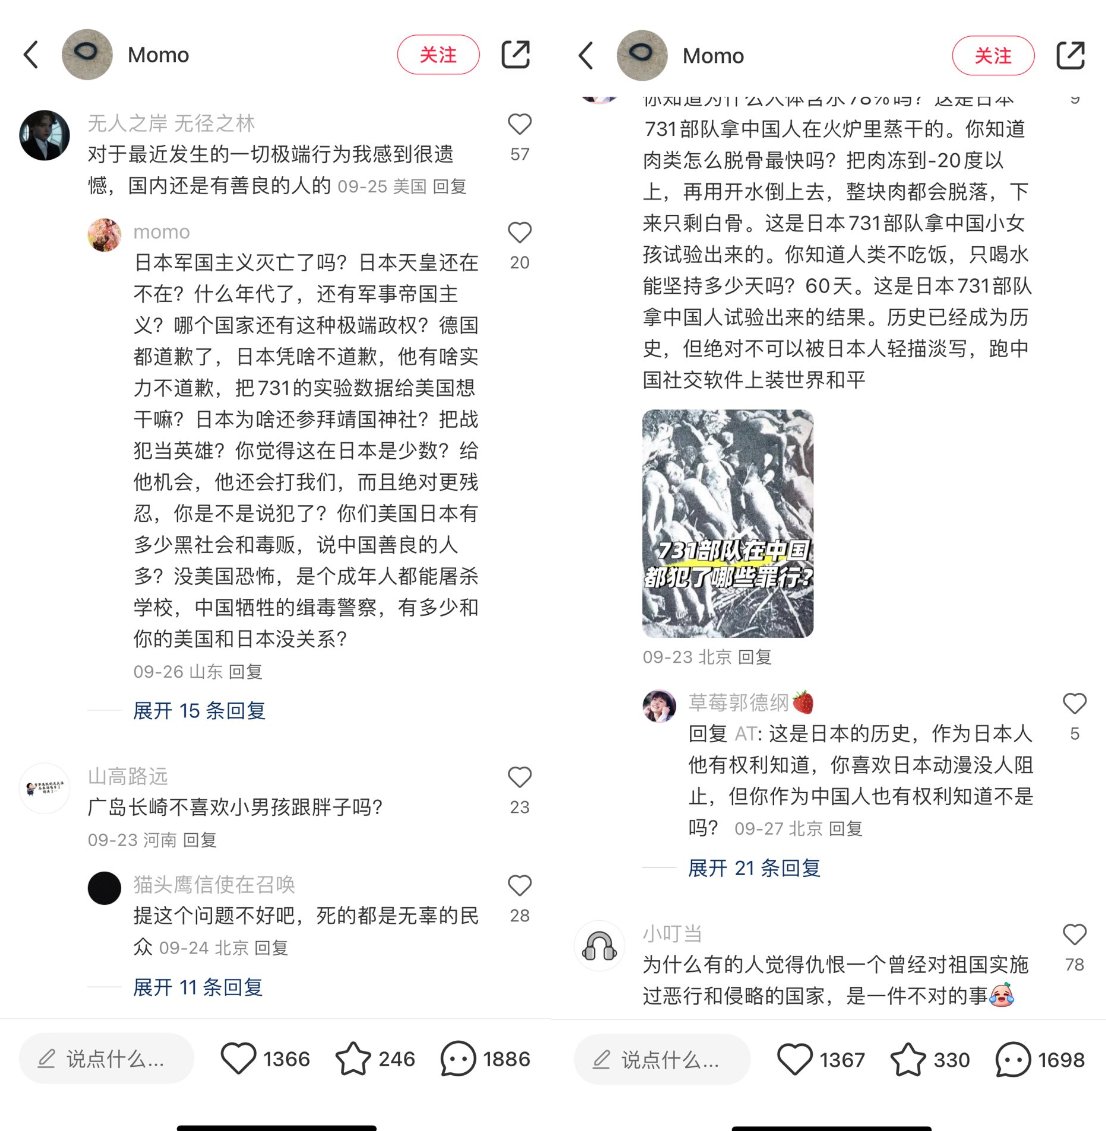 Momo
关注
无人之岸 无径之林
对于最近发生的一切极端行为我感到很遗
憾，国内还是有善良的人的 09-25 美国 回复
57
momo
日本军国主义灭亡了吗？日本天皇还在
不在？什么年代了，还有军事帝国主
义？哪个国家还有这种极端政权？德国
都道歉了，日本凭啥不道歉，他有啥实
力不道歉，把731的实验数据给美国想
干嘛？日本为啥还参拜靖国神社？把战
犯当英雄？你觉得这在日本是少数？给
他机会，他还会打我们，而且绝对更残
忍，你是不是说犯了？你们美国日本有
多少黑社会和毒贩，说中国善良的人
多？没美国恐怖，是个成年人都能屠杀
学校，中国牺牲的缉毒警察，有多少和
你的美国和日本没关系？
20
09-26 山东 回复
展开 15 条回复
山高路远
广岛长崎不喜欢小男孩跟胖子吗？
23
09-23 河南 回复
猫头鹰信使在召唤
提这个问题不好吧，死的都是无辜的民
众 09-24 北京 回复
28
展开 11 条回复
说点什么...
1366
246
1886
Momo
关注
你知道为什么人体含水78%吗？这是日本
9
731部队拿中国人在火炉里蒸干的。你知道
肉类怎么脱骨最快吗？把肉冻到-20度以
上，再用开水倒上去，整块肉都会脱落，下
来只剩白骨。这是日本731部队拿中国小女
孩试验出来的。你知道人类不吃饭，只喝水
能坚持多少天吗？60天。这是日本731部队
拿中国人试验出来的结果。历史已经成为历
史，但绝对不可以被日本人轻描淡写，跑中
国社交软件上装世界和平
731部队在中国
都犯了哪些罪行?
09-23 北京 回复
草莓郭德纲🍓
回复 AT: 这是日本的历史，作为日本人
他有权利知道，你喜欢日本动漫没人阻
止，但你作为中国人也有权利知道不是
吗？ 09-27 北京 回复
5
展开 21 条回复
小叮当
为什么有的人觉得仇恨一个曾经对祖国实施
过恶行和侵略的国家，是一件不对的事
78
说点什么...
1367
330
1698